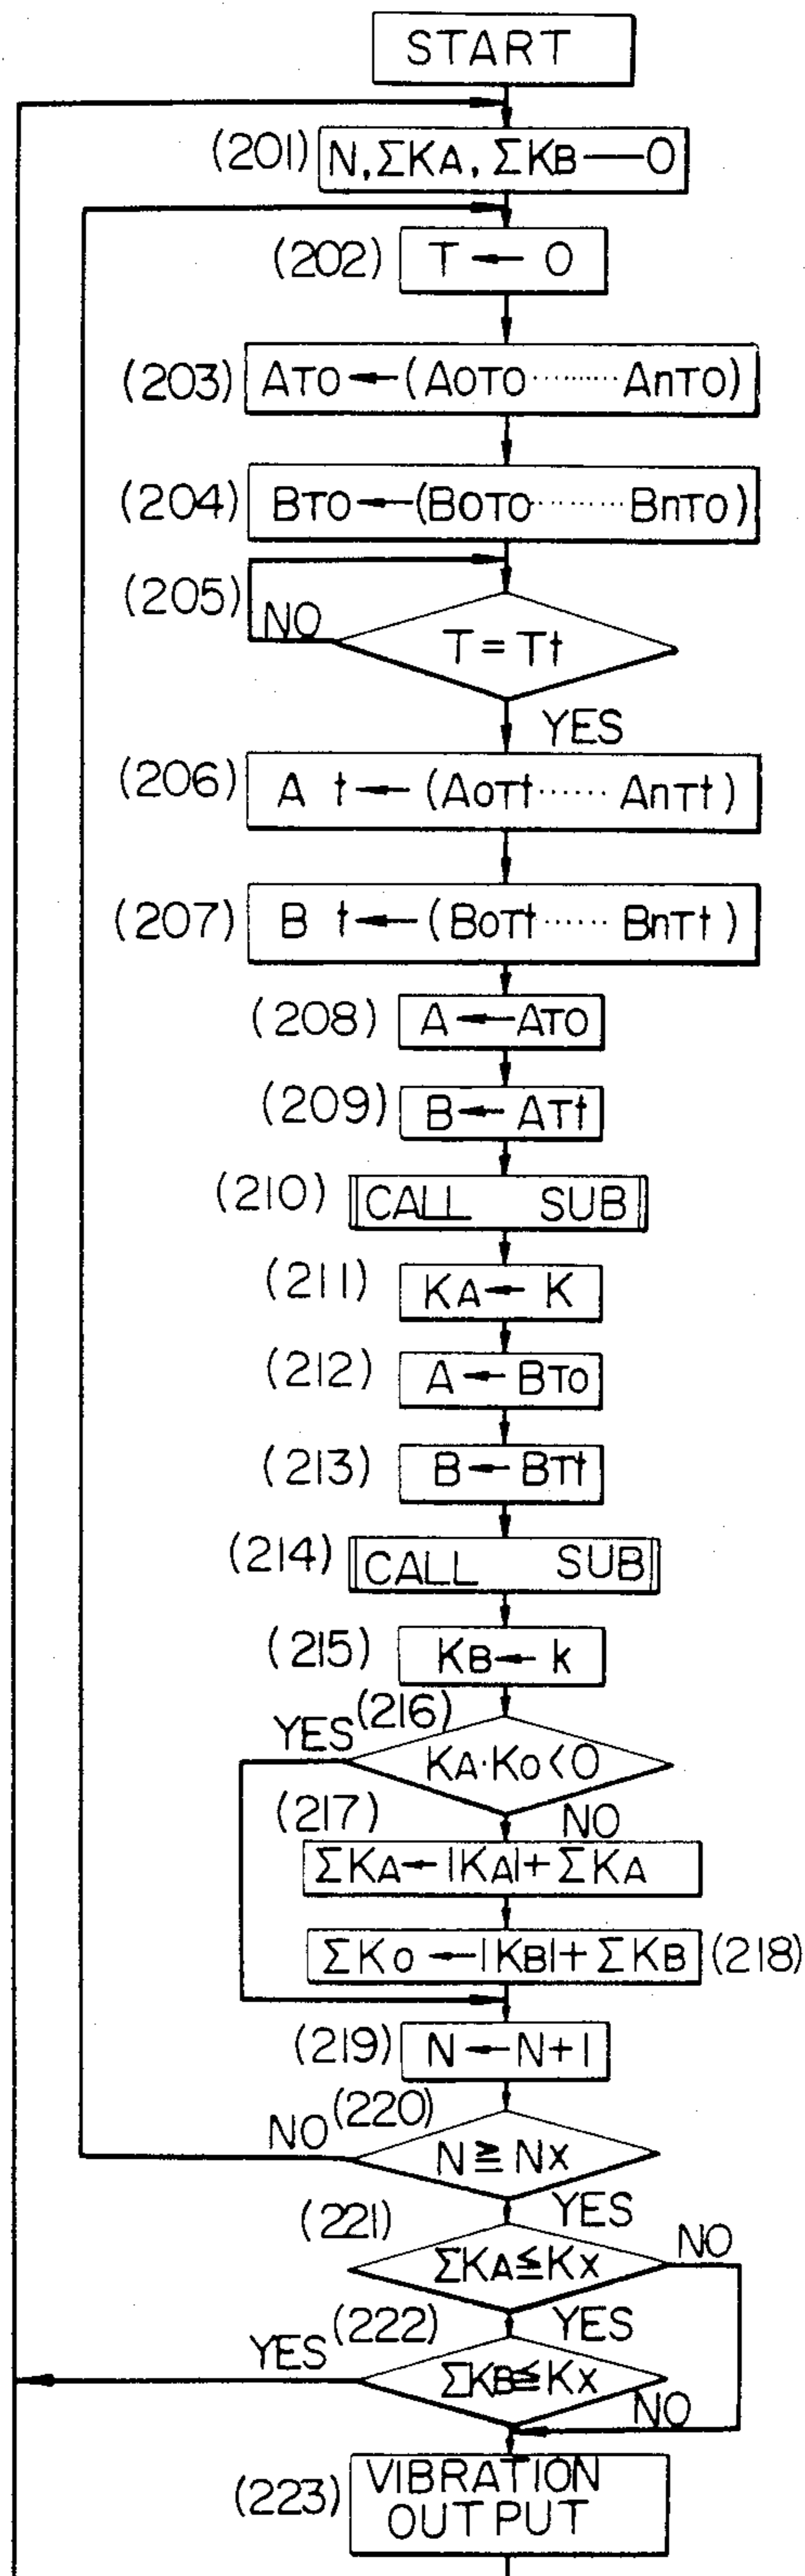 START
(201) N, ΣKA, ΣKB—0
(202) T ← 0
(203) ATO ← (AOTO ········· AnTO)
(204) BTO ← (BOTO ········· BnTO)
(205)
NO
T = Tt
YES
(206) A t ← (AOTt ······ AnTt)
(207) B t ← (BOTt ······ BnTt)
(208) A ← ATO
(209) B ← ATt
(210) CALL SUB
(211) KA ← K
(212) A ← BTO
(213) B ← BTt
(214) CALL SUB
(215) KB ← k
YES (216)
KA·KO<0
(217) NO
ΣKA ← |KA| + ΣKA
ΣKO ← |KB| + ΣKB (218)
(219) N ← N+1
NO (220)
N ≧ NX
(221) YES
NO
ΣKA ≦ KX
YES (222) YES
ΣKB ≦ KX
NO
(223) VIBRATION
OUTPUT